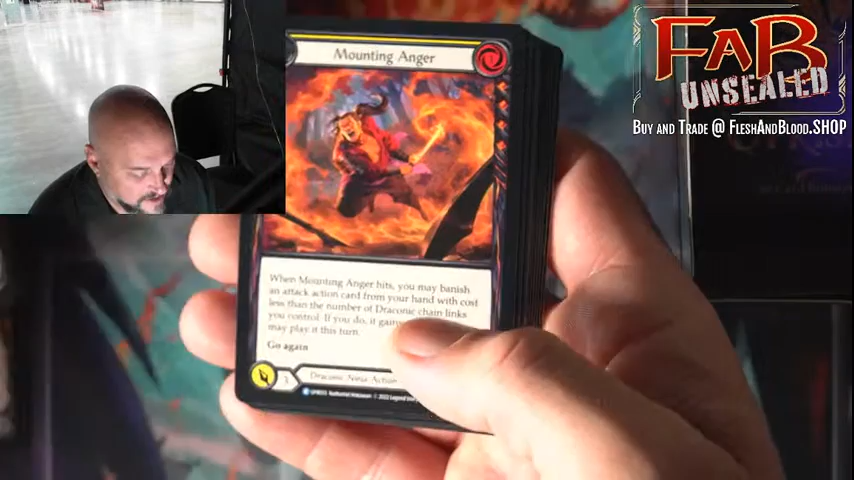 Mounting Anger
When Mounting Anger hits, you may banish
an attack action card from your hand with cost
less than the number of Draconic chain links
you control. If you do, it gains
may play it this turn.
Go again
3
Draconic Ninja Action
FAB
UNSEALED
BUY AND TRADE @ FLESHANDBLOOD.SHOP